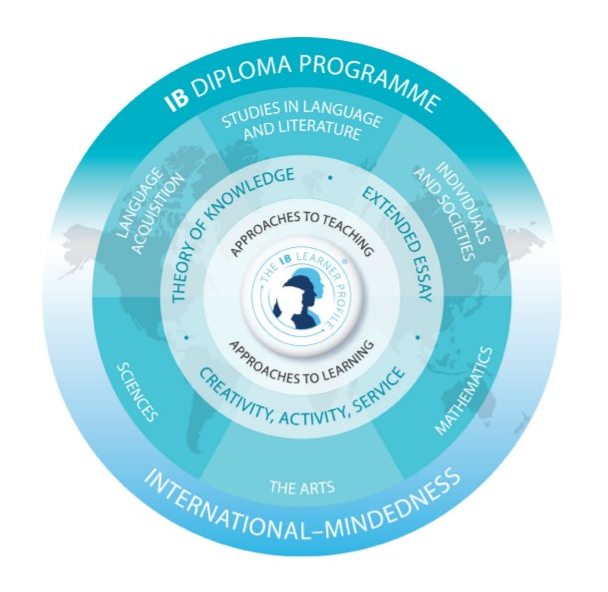 IB DIPLOMA PROGRAMME
STUDIES IN LANGUAGE
AND LITERATURE
LANGUAGE
ACQUISITION
INDIVIDUALS
AND SOCIETIES
THEORY OF KNOWLEDGE
EXTENDED ESSAY
APPROACHES TO TEACHING
THE IB LEARNER PROFILE®
APPROACHES TO LEARNING
CREATIVITY, ACTIVITY, SERVICE
SCIENCES
MATHEMATICS
THE ARTS
INTERNATIONAL–MINDEDNESS